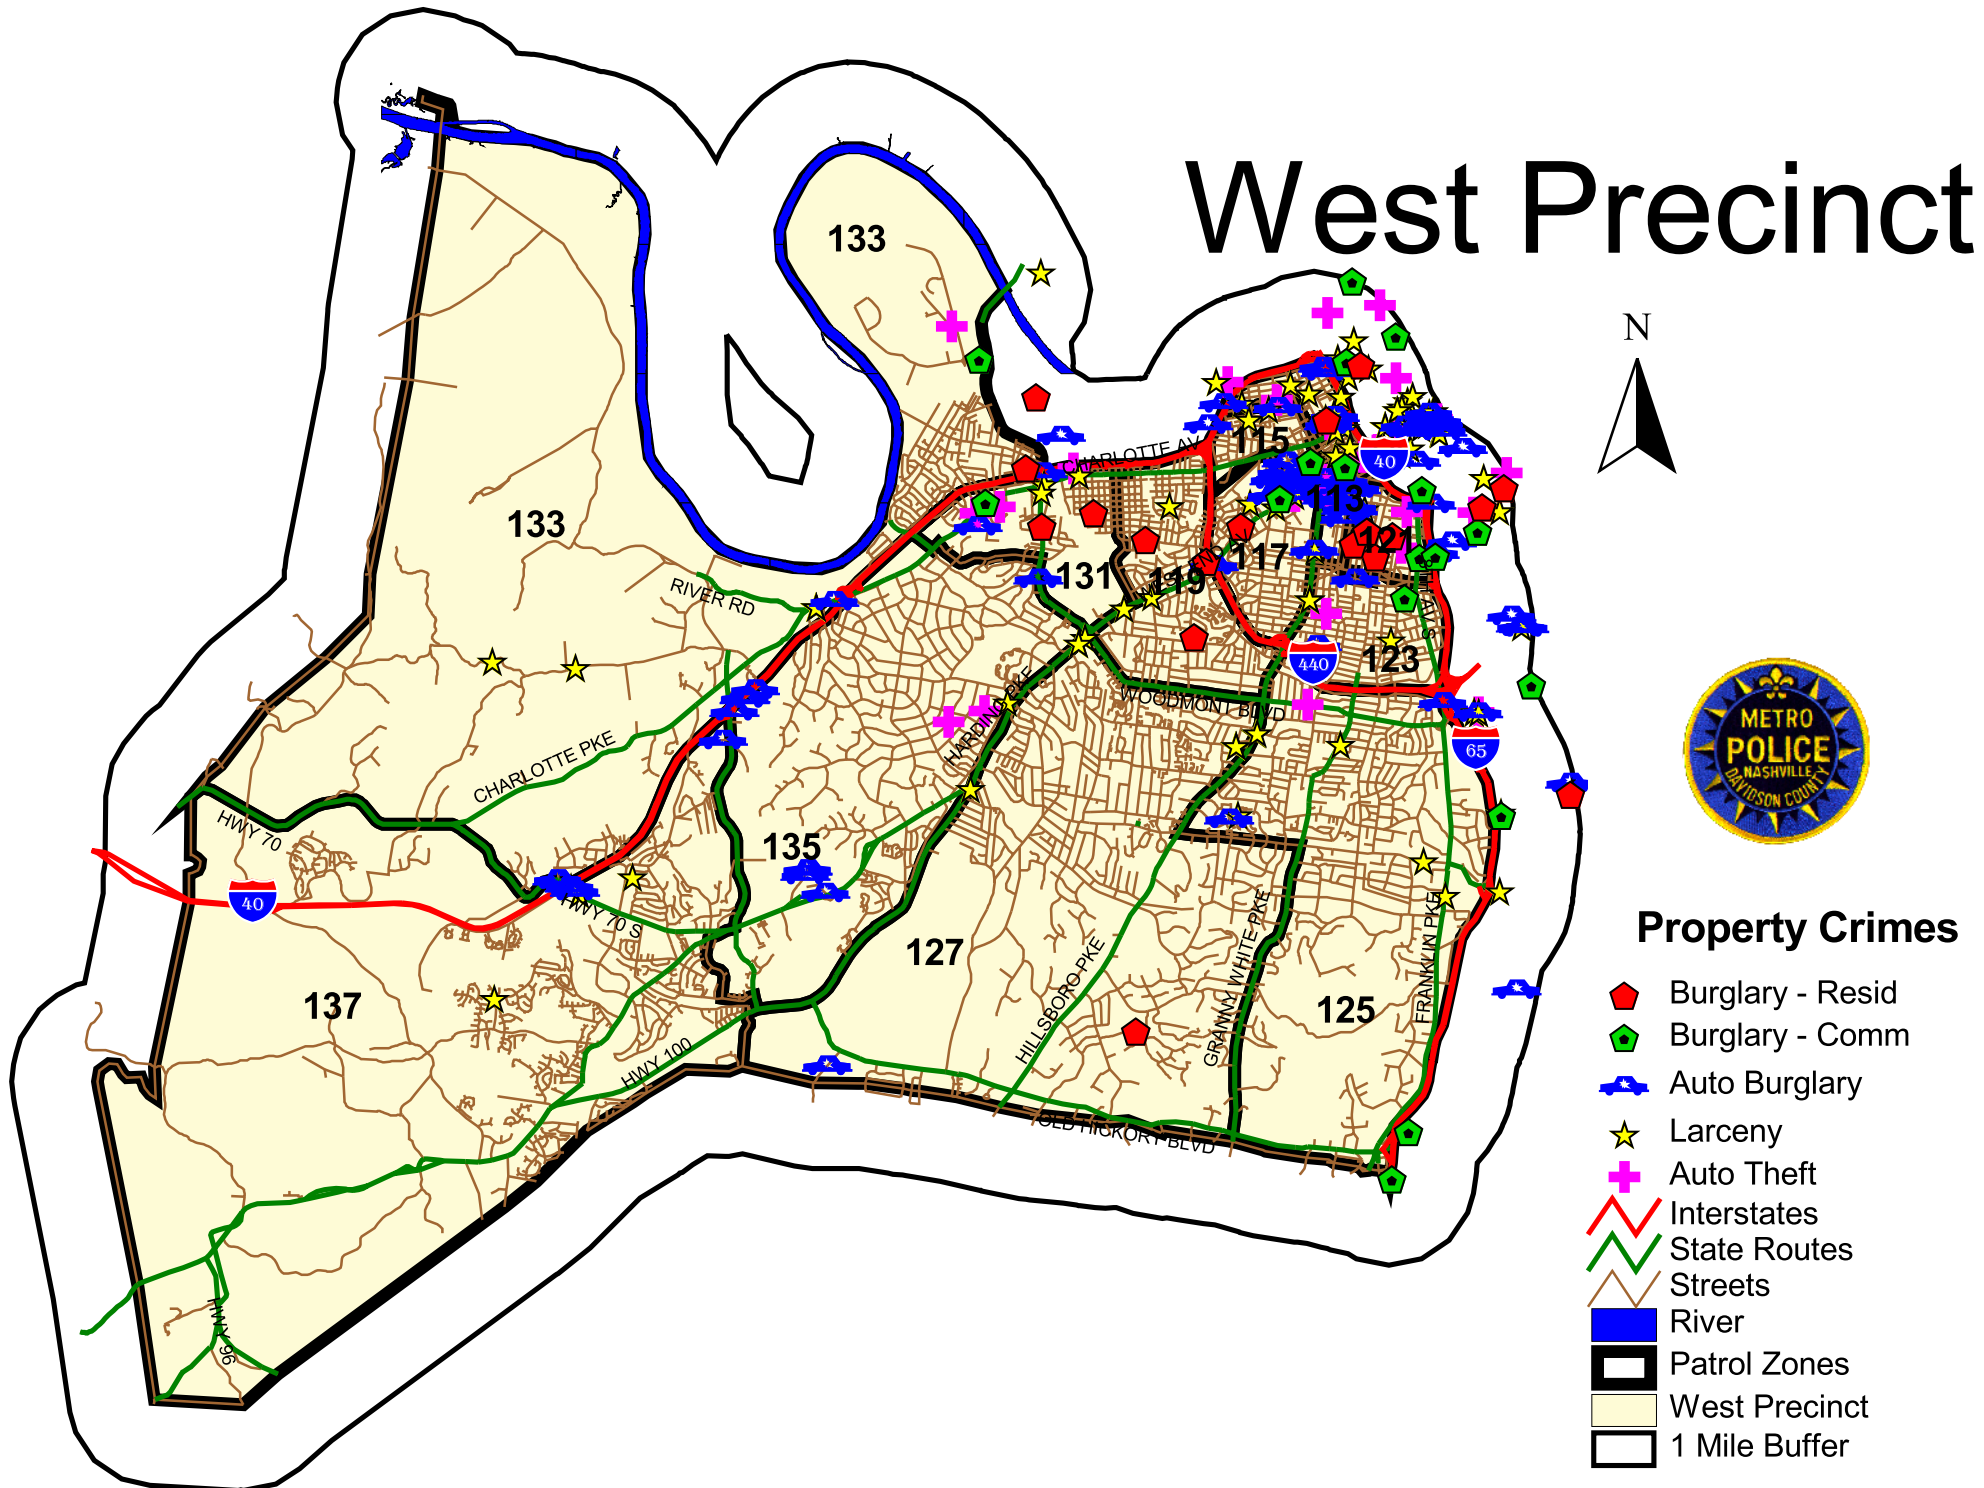 West Precinct
N
133
133
115
CHARLOTTE AV
40
113
121
117
131
119
RIVER RD
123
440
WOODMONT BLVD
HARDING PKE
65
METRO
POLICE
NASHVILLE
DAVIDSON COUNTY
CHARLOTTE PKE
HWY 70
135
40
HWY 70 S
127
137
125
HILLSBORO PKE
GRANNY WHITE PKE
FRANKLIN PKE
HWY 100
OLD HICKORY BLVD
HWY 96
Property Crimes
Burglary - Resid
Burglary - Comm
Auto Burglary
Larceny
Auto Theft
Interstates
State Routes
Streets
River
Patrol Zones
West Precinct
1 Mile Buffer